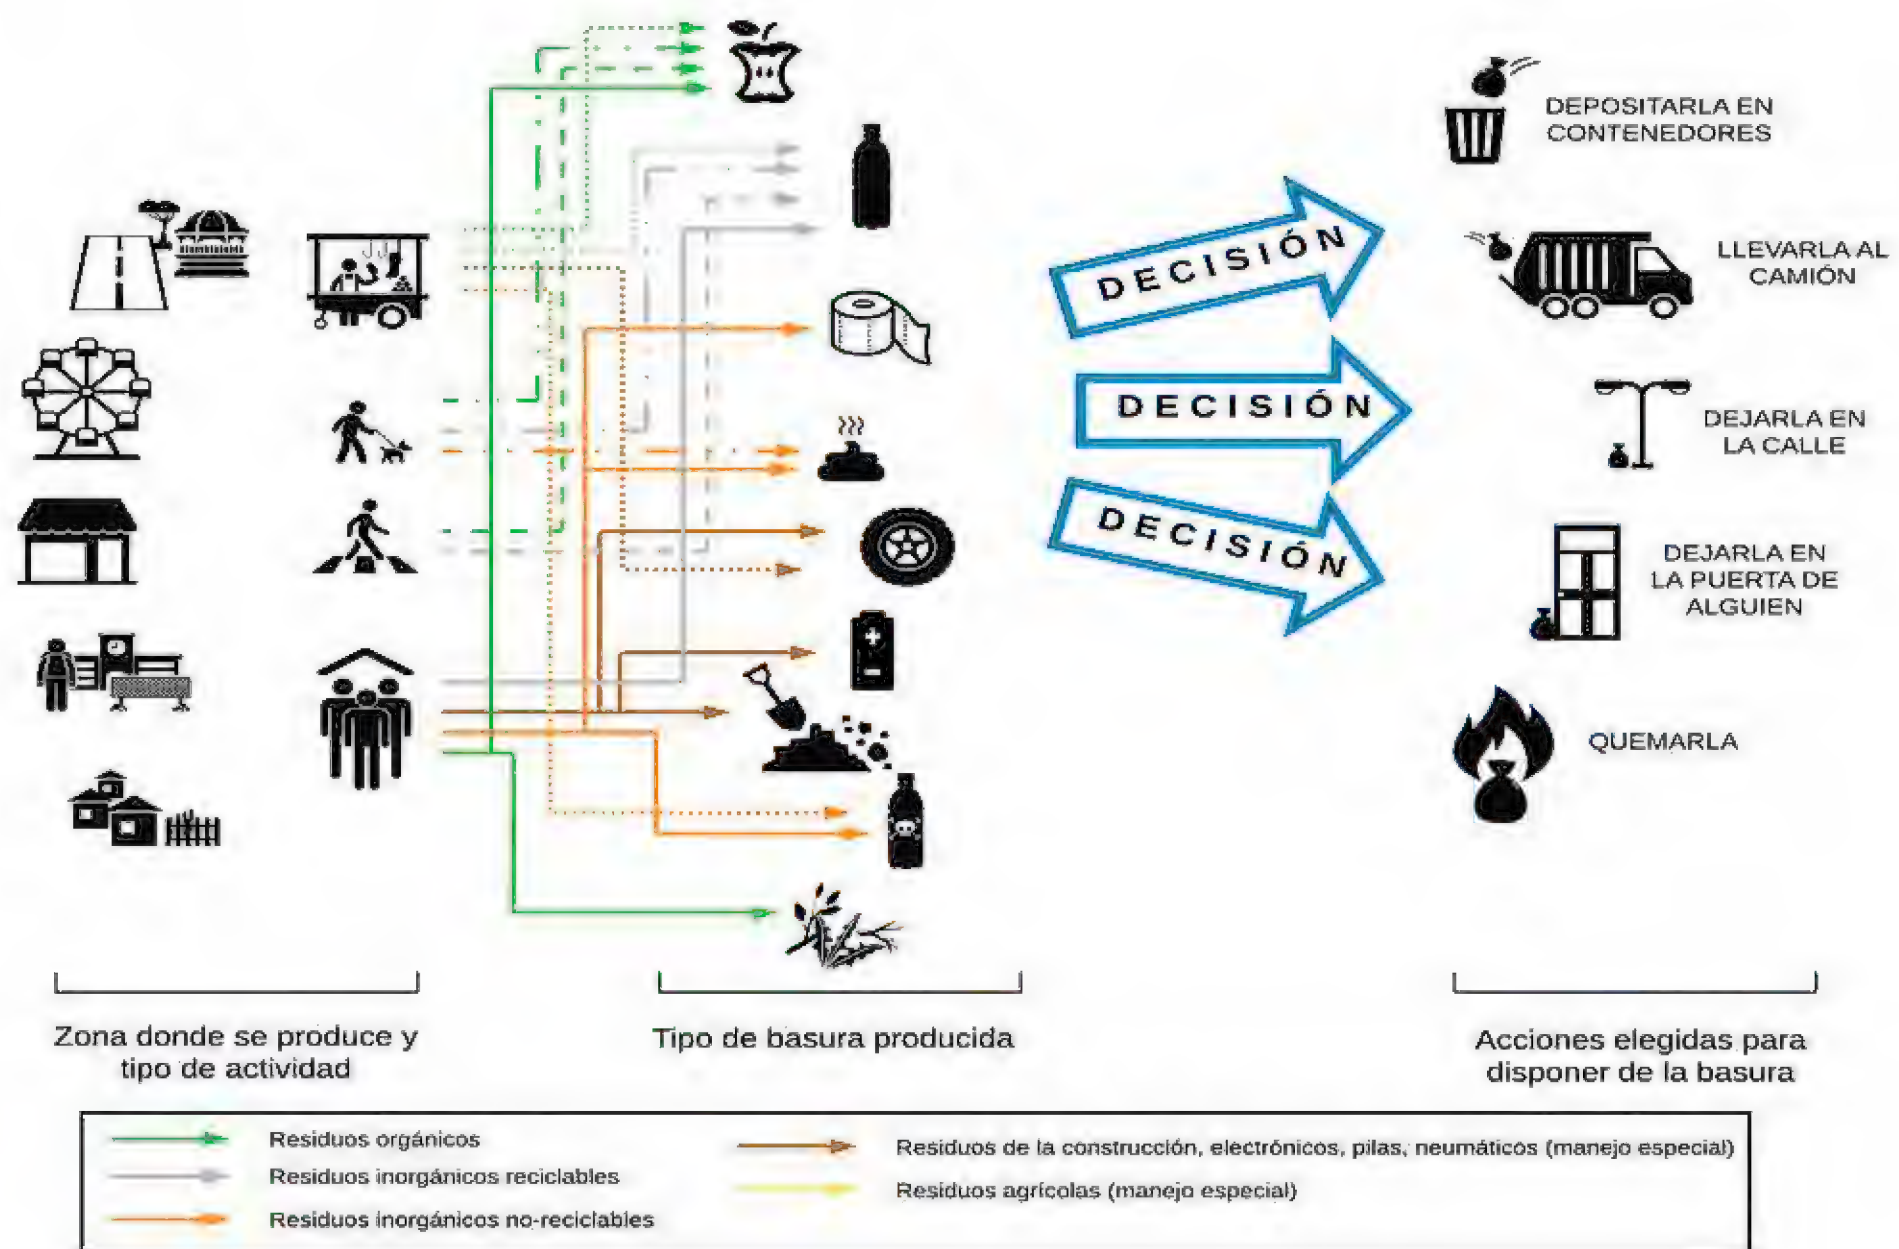 DEPOSITARLA EN
CONTENEDORES
LLEVARLA AL
CAMIÓN
DEJARLA EN
LA CALLE
DEJARLA EN
LA PUERTA DE
ALGUIEN
QUEMARLA
DECISIÓN
DECISIÓN
DECISIÓN
Zona donde se produce y
tipo de actividad
Tipo de basura producida
Acciones elegidas para
disponer de la basura
Residuos orgánicos
Residuos inorgánicos reciclables
Residuos inorgánicos no-reciclables
Residuos de la construcción, electrónicos, pilas, neumáticos (manejo especial)
Residuos agrícolas (manejo especial)